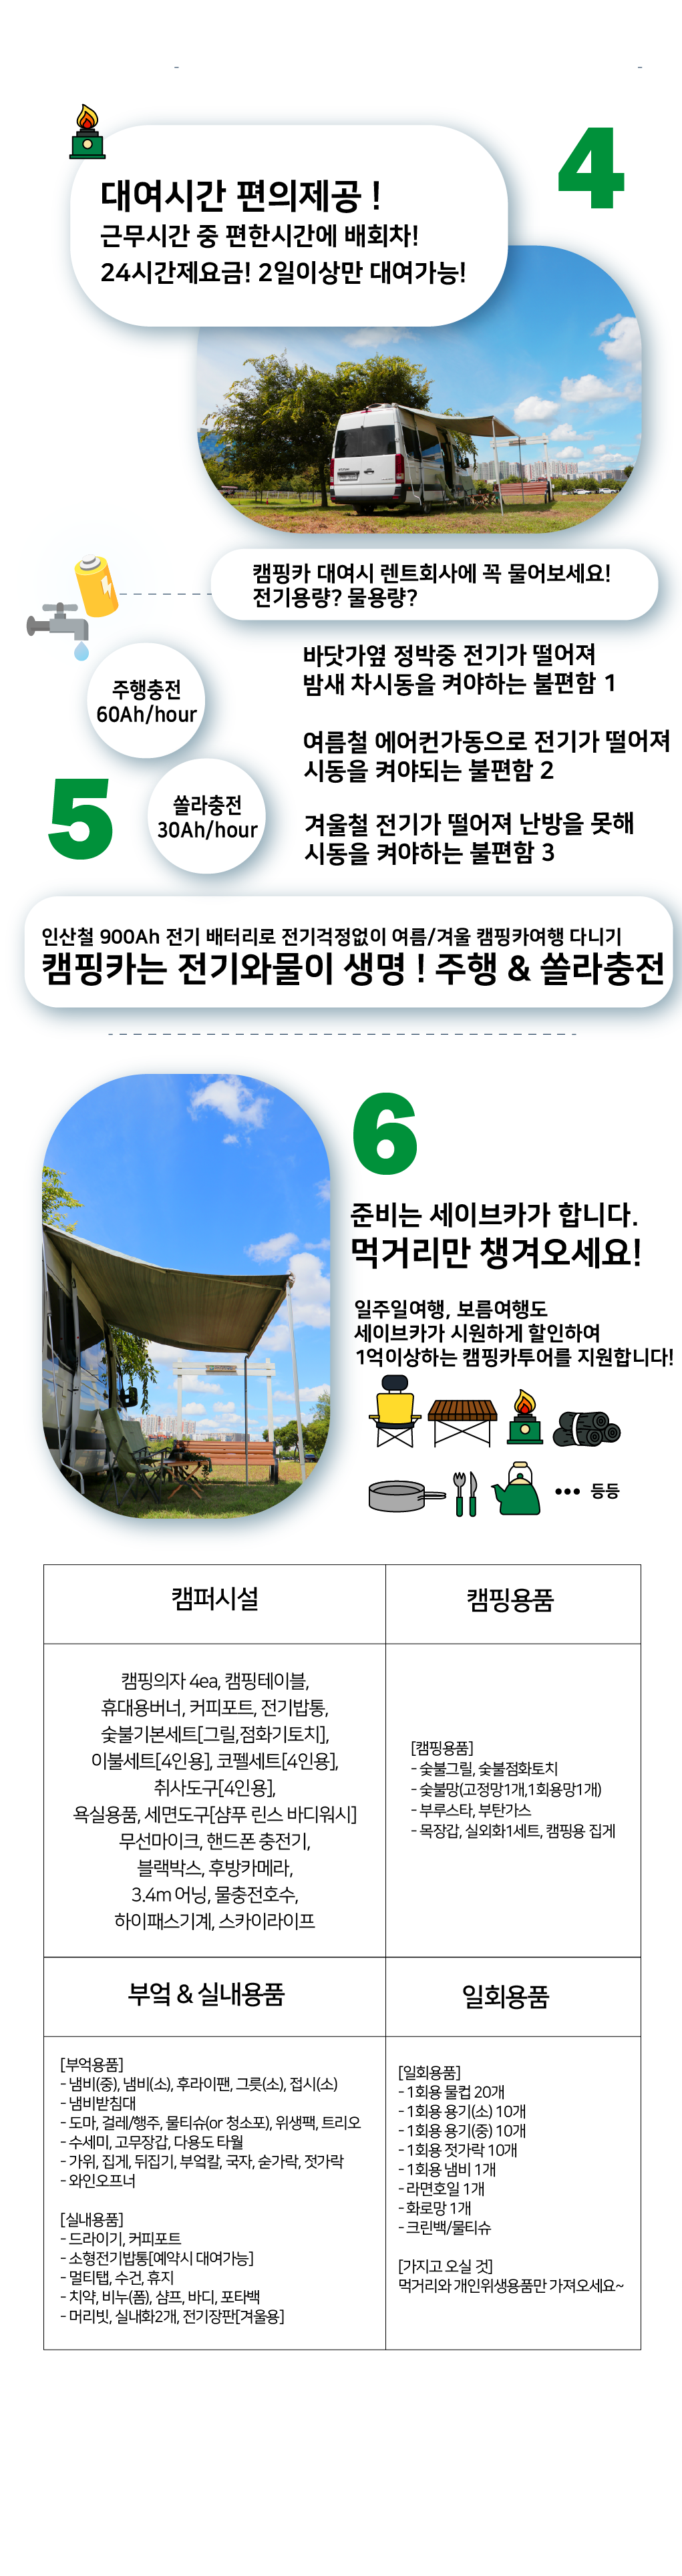 4
대여시간 편의제공 !
근무시간 중 편한시간에 배회차!
24시간제요금! 2일이상만 대여가능!
캠핑카 대여시 렌트회사에 꼭 물어보세요!
전기용량? 물용량?
바닷가옆 정박중 전기가 떨어져
밤새 차시동을 켜야하는 불편함 1
주행충전
60Ah/hour
여름철 에어컨가동으로 전기가 떨어져
시동을 켜야되는 불편함 2
5
쏠라충전
30Ah/hour
겨울철 전기가 떨어져 난방을 못해
시동을 켜야하는 불편함 3
인산철 900Ah 전기 배터리로 전기걱정없이 여름/겨울 캠핑카여행 다니기
캠핑카는 전기와물이 생명 ! 주행 & 쏠라충전
6
준비는 세이브카가 합니다.
먹거리만 챙겨오세요!
일주일여행, 보름여행도
세이브카가 시원하게 할인하여
1억이상하는 캠핑카투어를 지원합니다!
••• 등등
캠퍼시설
캠핑의자 4ea, 캠핑테이블,
휴대용버너, 커피포트, 전기밥통,
숯불기본세트[그릴,점화기토치],
이불세트[4인용], 코펠세트[4인용],
취사도구[4인용],
욕실용품, 세면도구[샴푸 린스 바디워시]
무선마이크, 핸드폰 충전기,
블랙박스, 후방카메라,
3.4m 어닝, 물충전호수,
하이패스기계, 스카이라이프
캠핑용품
[캠핑용품]
- 숯불그릴, 숯불점화토치
- 숯불망(고정망1개,1회용망1개)
- 부루스타, 부탄가스
- 목장갑, 실외화1세트, 캠핑용 집게
부엌 & 실내용품
[부엌용품]
- 냄비(중), 냄비(소), 후라이팬, 그릇(소), 접시(소)
- 냄비받침대
- 도마, 걸레/행주, 물티슈(or 청소포), 위생팩, 트리오
- 수세미, 고무장갑, 다용도 타월
- 가위, 집게, 뒤집기, 부엌칼, 국자, 숟가락, 젓가락
- 와인오프너
[실내용품]
- 드라이기, 커피포트
- 소형전기밥통[예약시 대여가능]
- 멀티탭, 수건, 휴지
- 치약, 비누(폼), 샴프, 바디, 포타백
- 머리빗, 실내화2개, 전기장판[겨울용]
일회용품
[일회용품]
- 1회용 물컵 20개
- 1회용 용기(소) 10개
- 1회용 용기(중) 10개
- 1회용 젓가락 10개
- 1회용 냄비 1개
- 라면호일 1개
- 화로망 1개
- 크린백/물티슈
[가지고 오실 것]
먹거리와 개인위생용품만 가져오세요~